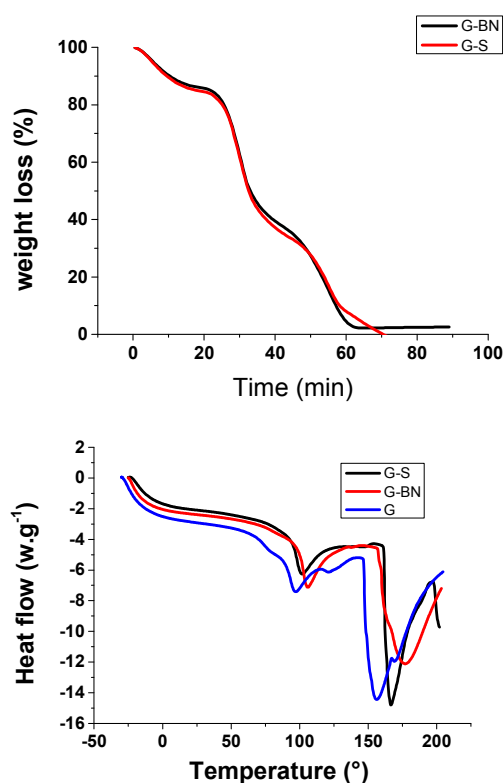 G-BN
G-S
100
80
60
40
20
0
weight loss (%)
0 20 40 60 80 100
Time (min)
2
0
-2
-4
-6
-8
-10
-12
-14
-16
Heat flow (w.g-1)
G-S
G-BN
G
-50 0 50 100 150 200
Temperature (°)